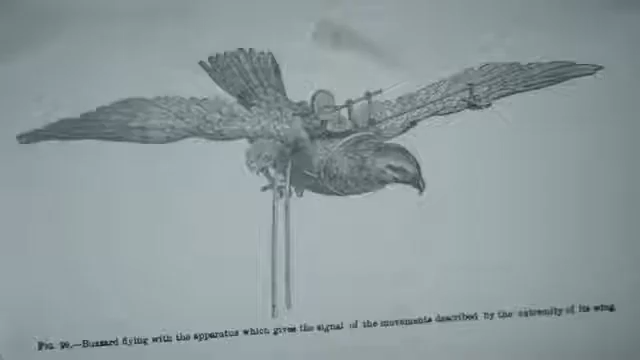 FIG. 99.—Buzzard flying with the apparatus which gives the signal of the movements described by the extremity of its wing.